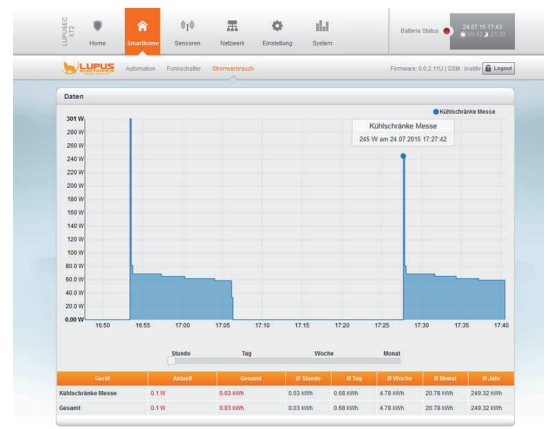 LUPUSEC
XT2
Home
Smarthome
Sensoren
Netzwerk
Einstellung
System
Batterie Status
24.07.15 17:43
05:42 21:20
LUPUS
ELECTRONICS
Automation
Funkschalter
Stromverbrauch
Firmware: 0.0.2.11U | GSM : inaktiv
Logout
Daten
Kühlschränke Messe
301 W
280 W
260 W
240 W
220 W
200 W
180 W
160 W
140 W
120 W
100 W
80.0 W
60.0 W
40.0 W
20.0 W
0.00 W
Kühlschränke Messe
245 W am 24.07.2015 17:27:42
16:50 16:55 17:00 17:05 17:10 17:15 17:20 17:25 17:30 17:35 17:40
Stunde Tag Woche Monat
Gerät Aktuell Gesamt Ø Stunde Ø Tag Ø Woche Ø Monat Ø Jahr
Kühlschränke Messe 0.1 W 0.03 kWh 0.03 kWh 0.68 kWh 4.78 kWh 20.78 kWh 249.32 kWh
Gesamt 0.1 W 0.03 kWh 0.03 kWh 0.68 kWh 4.78 kWh 20.78 kWh 249.32 kWh